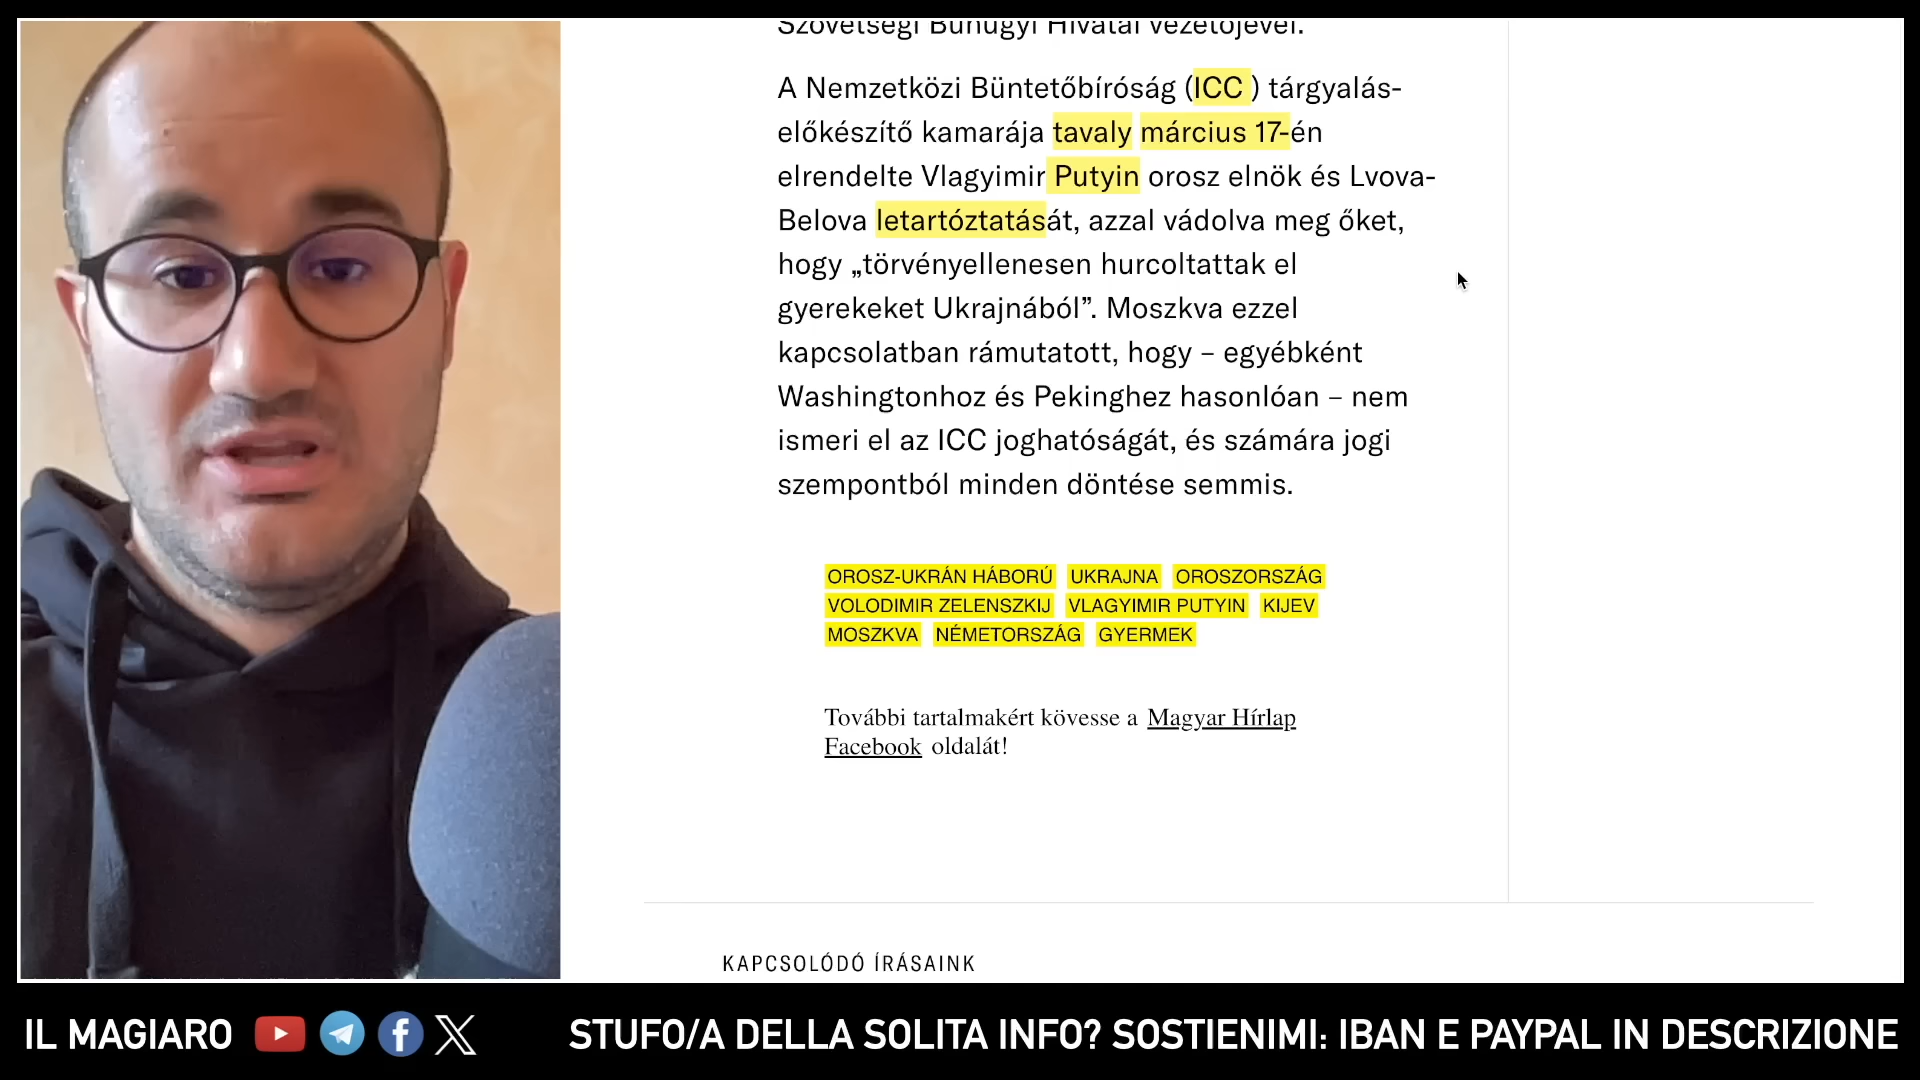 Szövetségi Bűnügyi Hivatal vezetőjével.
A Nemzetközi Büntetőbíróság (ICC ) tárgyalás-
előkészítő kamarája tavaly március 17-én
elrendelte Vlagyimir Putyin orosz elnök és Lvova-
Belova letartóztatását, azzal vádolva meg őket,
hogy „törvényellenesen hurcoltattak el
gyerekeket Ukrajnából”. Moszkva ezzel
kapcsolatban rámutatott, hogy – egyébként
Washingtonhoz és Pekinghez hasonlóan – nem
ismeri el az ICC joghatóságát, és számára jogi
szempontból minden döntése semmis.
OROSZ-UKRÁN HÁBORÚ UKRAJNA OROSZORSZÁG
VOLODIMIR ZELENSZKIJ VLAGYIMIR PUTYIN KIJEV
MOSZKVA NÉMETORSZÁG GYERMEK
További tartalmakért kövesse a Magyar Hírlap
Facebook oldalát!
KAPCSOLÓDÓ ÍRÁSAINK
IL MAGIARO STUFO/A DELLA SOLITA INFO? SOSTIENIMI: IBAN E PAYPAL IN DESCRIZIONE